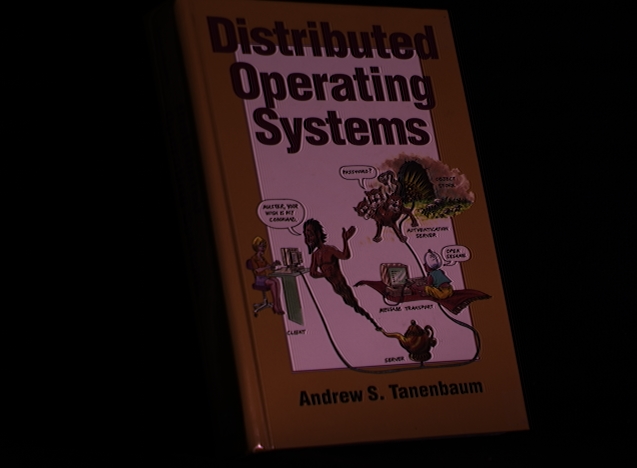 Distributed
Operating
Systems
PASSWORD?
OBJECT
STORE
MASTER, YOUR
WISH IS MY
COMMAND.
AUTHENTICATION
SERVER
OPEN
SESAME
MESSAGE TRANSPORT
CLIENT
SERVER
Andrew S. Tanenbaum